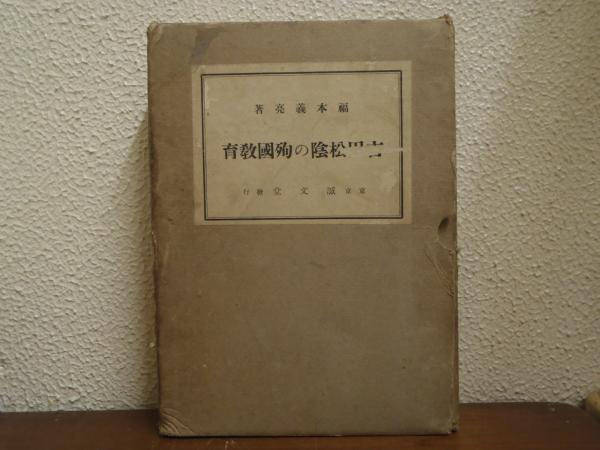 福本義亮著
吉田松陰の殉國敎育
東京 誠文堂 發行